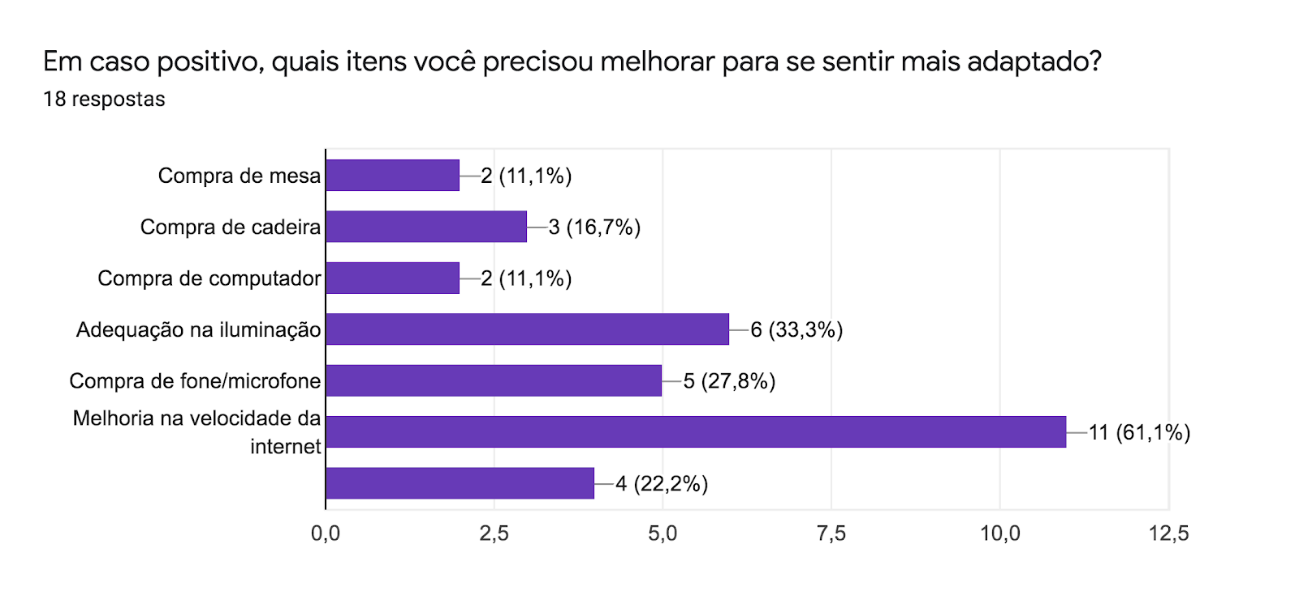 Em caso positivo, quais itens você precisou melhorar para se sentir mais adaptado?
18 respostas
Compra de mesa
2 (11,1%)
Compra de cadeira
3 (16,7%)
Compra de computador
2 (11,1%)
Adequação na iluminação
6 (33,3%)
Compra de fone/microfone
5 (27,8%)
Melhoria na velocidade da
internet
11 (61,1%)
4 (22,2%)
0,0 2,5 5,0 7,5 10,0 12,5